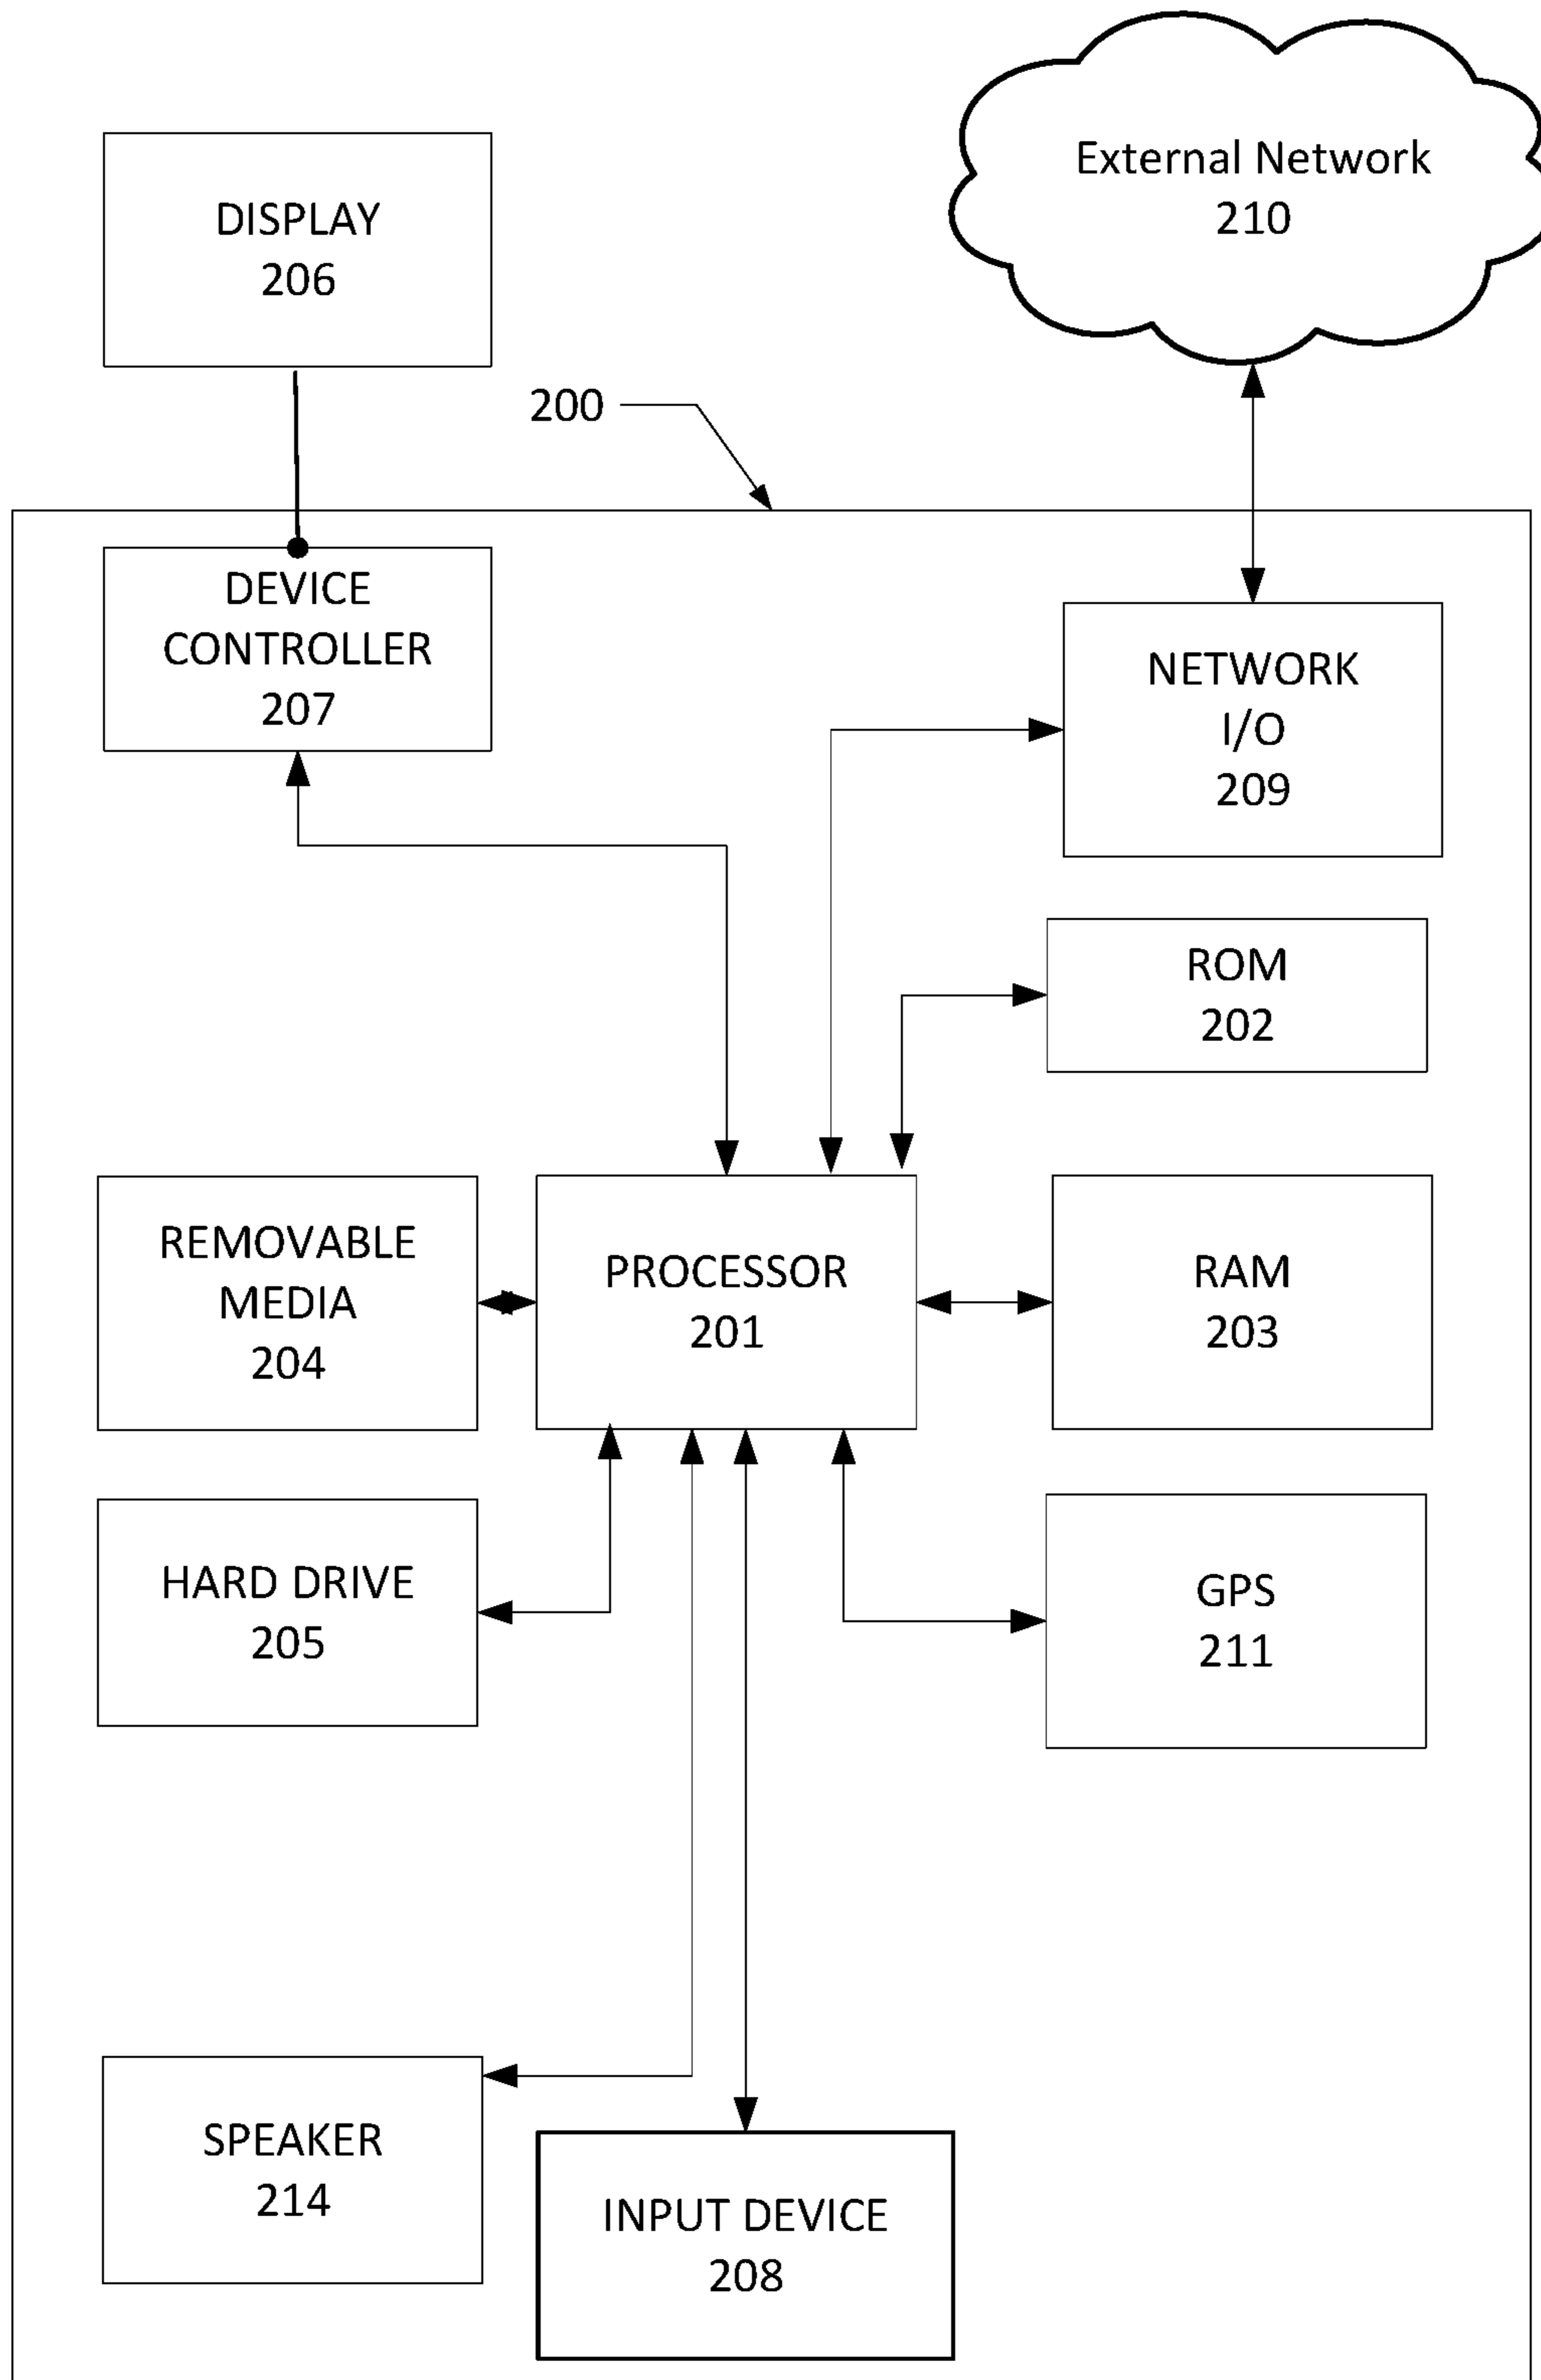 External Network
210
DISPLAY
206
200
DEVICE
CONTROLLER
207
NETWORK
I/O
209
ROM
202
REMOVABLE
MEDIA
204
PROCESSOR
201
RAM
203
HARD DRIVE
205
GPS
211
SPEAKER
214
INPUT DEVICE
208